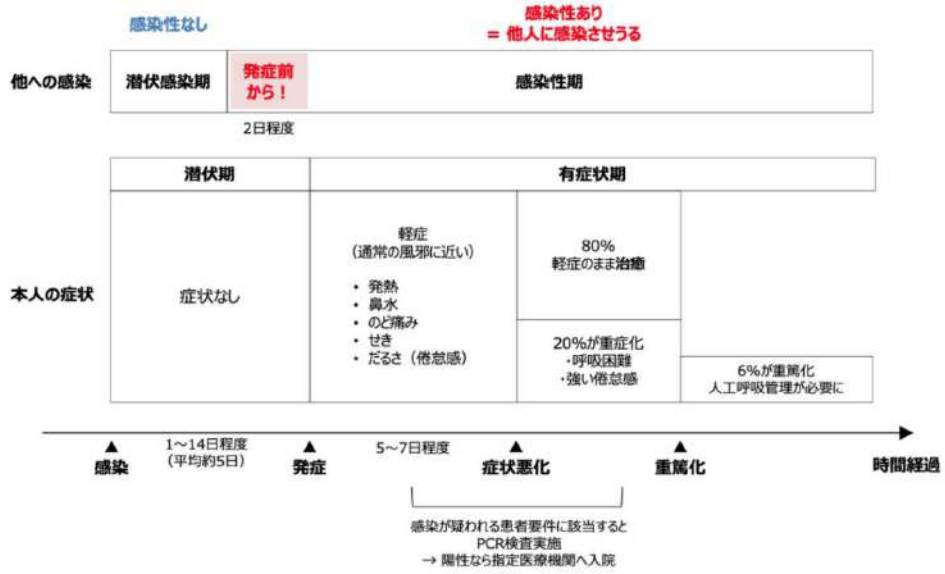 感染性なし
感染性あり
= 他人に感染させうる
他への感染
潜伏感染期
発症前
から!
感染性期
2日程度
潜伏期
有症状期
本人の症状
症状なし
軽症
(通常の風邪に近い)
・ 発熱
・ 鼻水
・ のど痛み
・ せき
・ だるさ(倦怠感)
80%
軽症のまま治癒
20%が重症化
・呼吸困難
・強い倦怠感
6%が重篤化
人工呼吸管理が必要に
1~14日程度
(平均約5日)
5~7日程度
▲ ▲ ▲ ▲
感染 発症 症状悪化 重篤化 時間経過
感染が疑われる患者要件に該当すると
PCR検査実施
→ 陽性なら指定医療機関へ入院